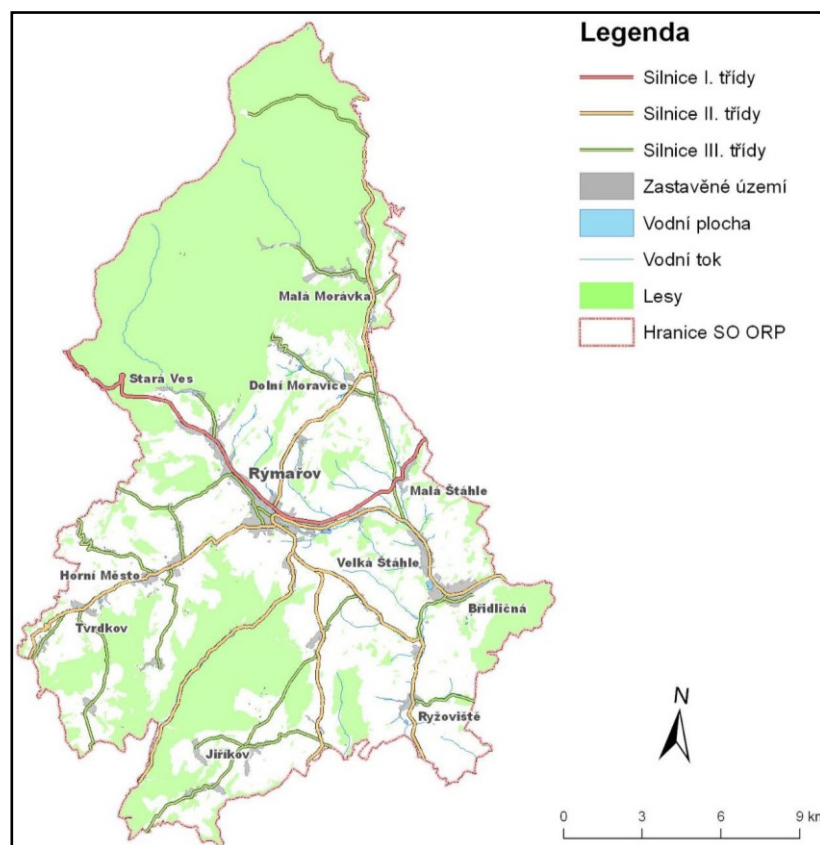 Legenda
Silnice I. třídy
Silnice II. třídy
Silnice III. třídy
Zastavěné území
Vodní plocha
Vodní tok
Lesy
Hranice SO ORP
Malá Morávka
Stará Ves
Dolní Moravice
Rýmařov
Malá Štáhle
Velká Štáhle
Horní Město
Břidličná
Tvrdkov
Ryžoviště
Jiříkov
N
0 3 6 9 km